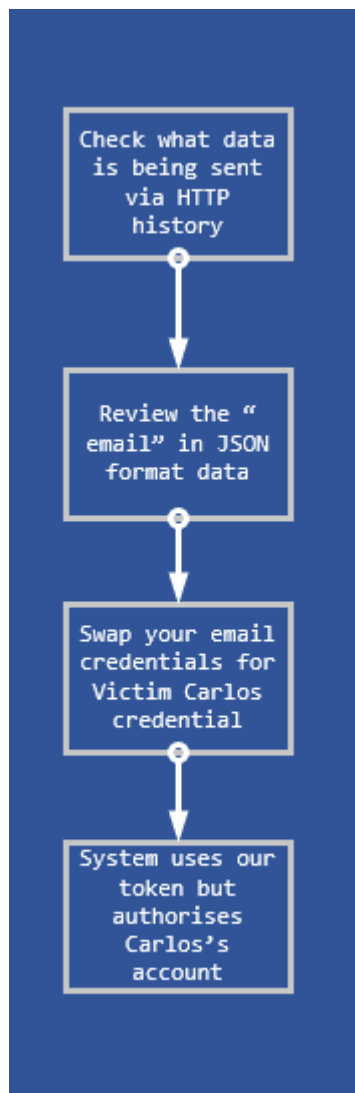 Check what data
is being sent
via HTTP
history
Review the “
email” in JSON
format data
Swap your email
credentials for
Victim Carlos
credential
System uses our
token but
authorises
Carlos’s
account